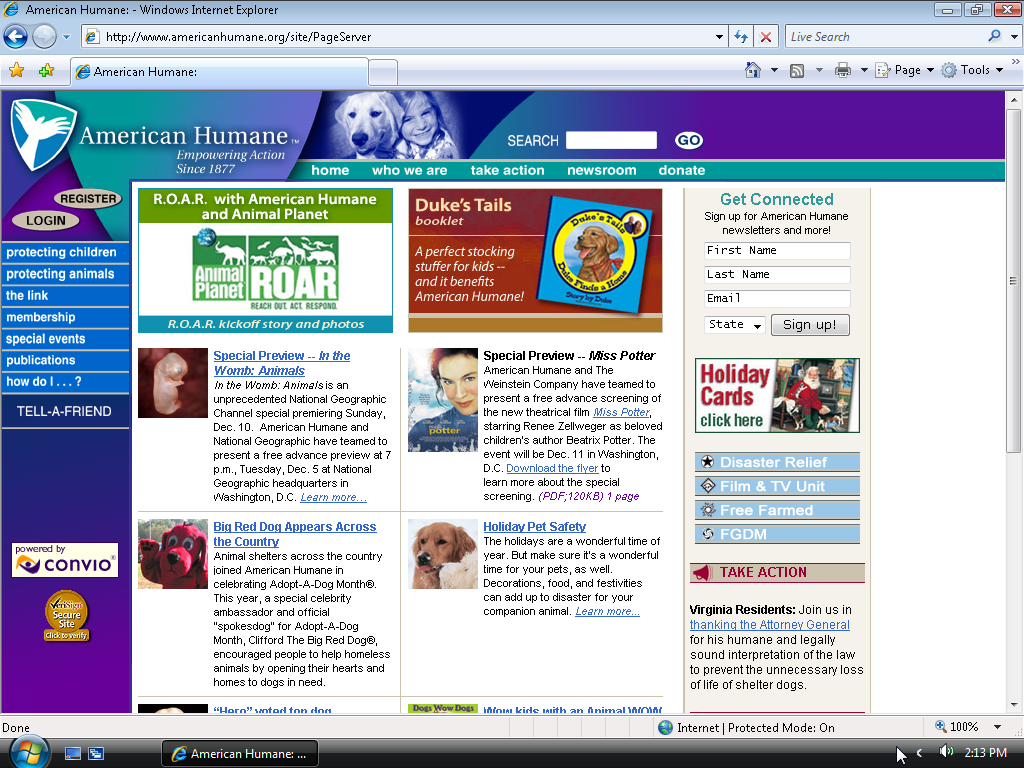 American Humane: - Windows Internet Explorer
http://www.americanhumane.org/site/PageServer
Live Search
American Humane:
Page
Tools
American Humane™
Empowering Action
Since 1877
SEARCH
GO
home
who we are
take action
newsroom
donate
REGISTER
LOGIN
protecting children
protecting animals
the link
membership
special events
publications
how do I . . . ?
TELL-A-FRIEND
powered by
convio®
VeriSign
Secure
Site
Click to verify
R.O.A.R. with American Humane
and Animal Planet
Animal
Planet
ROAR
REACH OUT. ACT. RESPOND.
R.O.A.R. kickoff story and photos
Duke's Tails
booklet
A perfect stocking
stuffer for kids --
and it benefits
American Humane!
Duke's Tails
Duke Finds a Home
Story by Duke
Special Preview -- In the
Womb: Animals
In the Womb: Animals is an
unprecedented National Geographic
Channel special premiering Sunday,
Dec. 10. American Humane and
National Geographic have teamed to
present a free advance preview at 7
p.m., Tuesday, Dec. 5 at National
Geographic headquarters in
Washington, D.C. Learn more...
potter
Special Preview -- Miss Potter
American Humane and The
Weinstein Company have teamed to
present a free advance screening of
the new theatrical film Miss Potter,
starring Renee Zellweger as beloved
children's author Beatrix Potter. The
event will be Dec. 11 in Washington,
D.C. Download the flyer to
learn more about the special
screening. (PDF;120KB) 1 page
Big Red Dog Appears Across
the Country
Animal shelters across the country
joined American Humane in
celebrating Adopt-A-Dog Month®.
This year, a special celebrity
ambassador and official
"spokesdog" for Adopt-A-Dog
Month, Clifford The Big Red Dog®,
encouraged people to help homeless
animals by opening their hearts and
homes to dogs in need.
Holiday Pet Safety
The holidays are a wonderful time of
year. But make sure it's a wonderful
time for your pets, as well.
Decorations, food, and festivities
can add up to disaster for your
companion animal. Learn more...
“Hero” voted top dog
Dogs Wow Dogs
Wow kids with an Animal WOW
Get Connected
Sign up for American Humane
newsletters and more!
First Name
Last Name
Email
State
Sign up!
Holiday
Cards
click here
Disaster Relief
Film & TV Unit
Free Farmed
FGDM
TAKE ACTION
Virginia Residents: Join us in
thanking the Attorney General
for his humane and legally
sound interpretation of the law
to prevent the unnecessary loss
of life of shelter dogs.
Done
Internet | Protected Mode: On
100%
American Humane: ...
2:13 PM